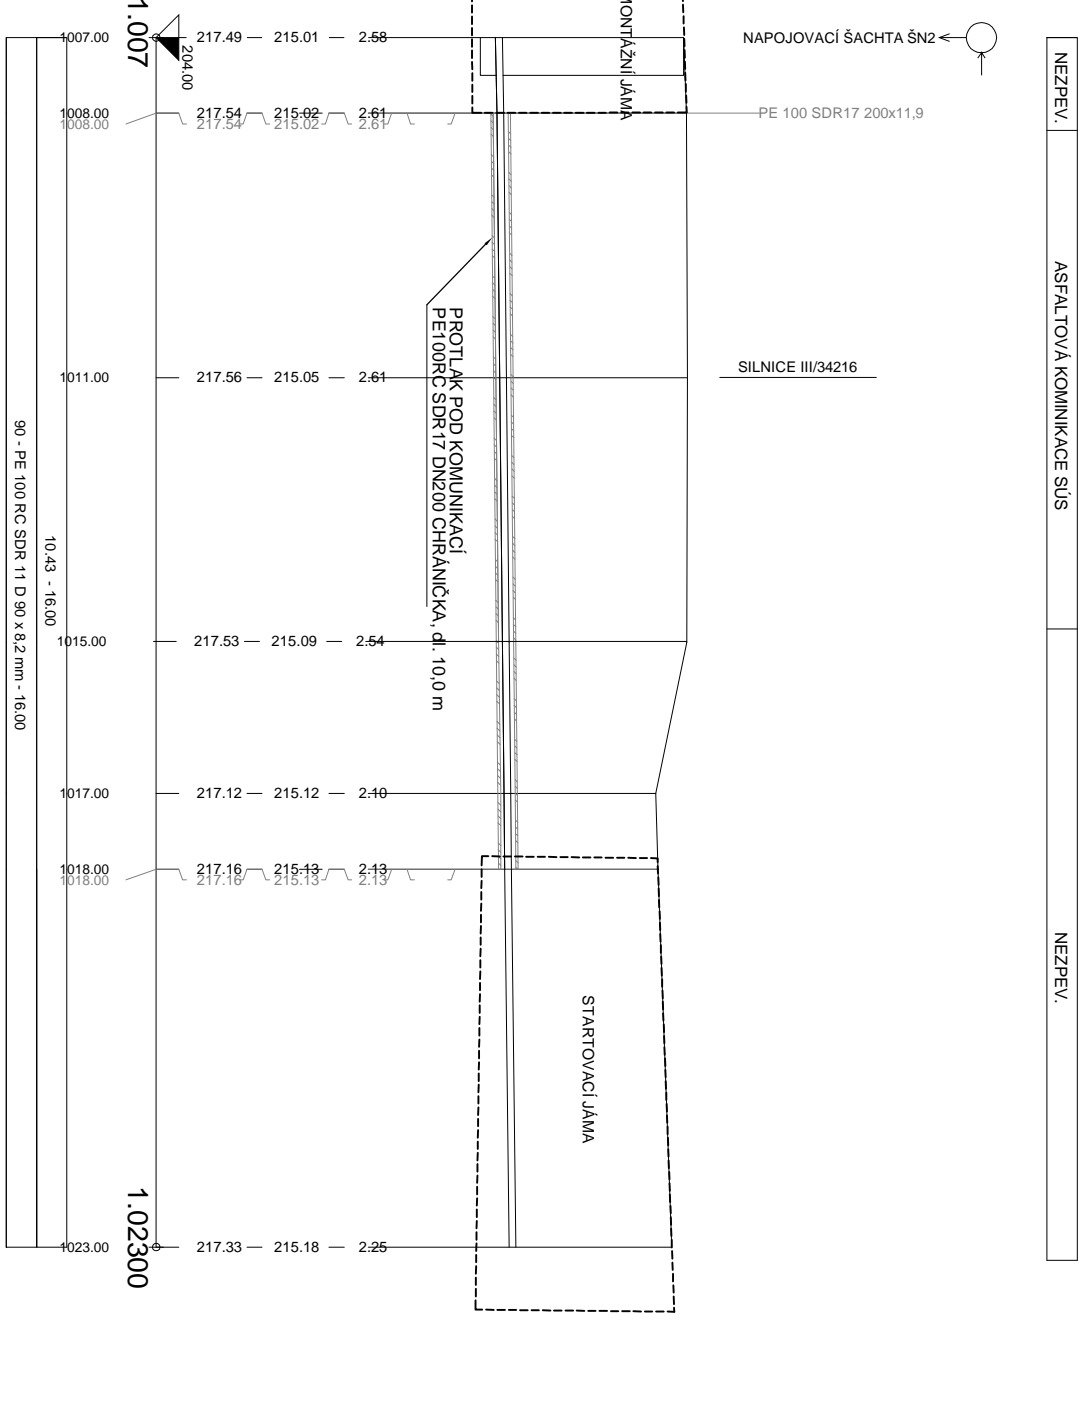 1.007
204.00
MONTÁŽNÍ JÁMA
NAPOJOVACÍ ŠACHTA ŠN2
NEZPEV.
ASFALTOVÁ KOMINIKACE SÚS
NEZPEV.
1007.00 217.49 215.01 2.58
1008.00 217.54 215.02 2.61
1008.00 217.54 215.02 2.61
PE 100 SDR17 200x11,9
SILNICE III/34216
1011.00 217.56 215.05 2.61
PROTLAK POD KOMUNIKACÍ
PE100RC SDR17 DN200 CHRÁNIČKA, dl. 10,0 m
1015.00 217.53 215.09 2.54
1017.00 217.12 215.12 2.10
1018.00 217.16 215.13 2.13
1018.00 217.16 215.13 2.13
STARTOVACÍ JÁMA
1023.00 217.33 215.18 2.25
1.02300
10.43 - 16.00
90 - PE 100 RC SDR 11 D 90 x 8,2 mm - 16.00